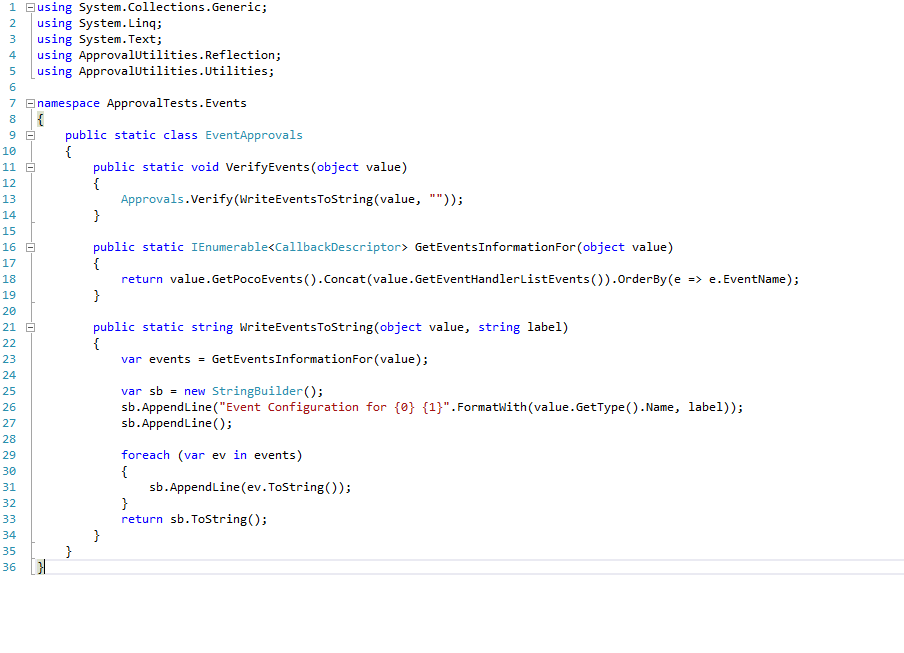 1 using System.Collections.Generic;
2 using System.Linq;
3 using System.Text;
4 using ApprovalUtilities.Reflection;
5 using ApprovalUtilities.Utilities;
6
7 namespace ApprovalTests.Events
8 {
9     public static class EventApprovals
10     {
11         public static void VerifyEvents(object value)
12         {
13             Approvals.Verify(WriteEventsToString(value, ""));
14         }
15
16         public static IEnumerable<CallbackDescriptor> GetEventsInformationFor(object value)
17         {
18             return value.GetPocoEvents().Concat(value.GetEventHandlerListEvents()).OrderBy(e => e.EventName);
19         }
20
21         public static string WriteEventsToString(object value, string label)
22         {
23             var events = GetEventsInformationFor(value);
24
25             var sb = new StringBuilder();
26             sb.AppendLine("Event Configuration for {0} {1}".FormatWith(value.GetType().Name, label));
27             sb.AppendLine();
28
29             foreach (var ev in events)
30             {
31                 sb.AppendLine(ev.ToString());
32             }
33             return sb.ToString();
34         }
35     }
36 }